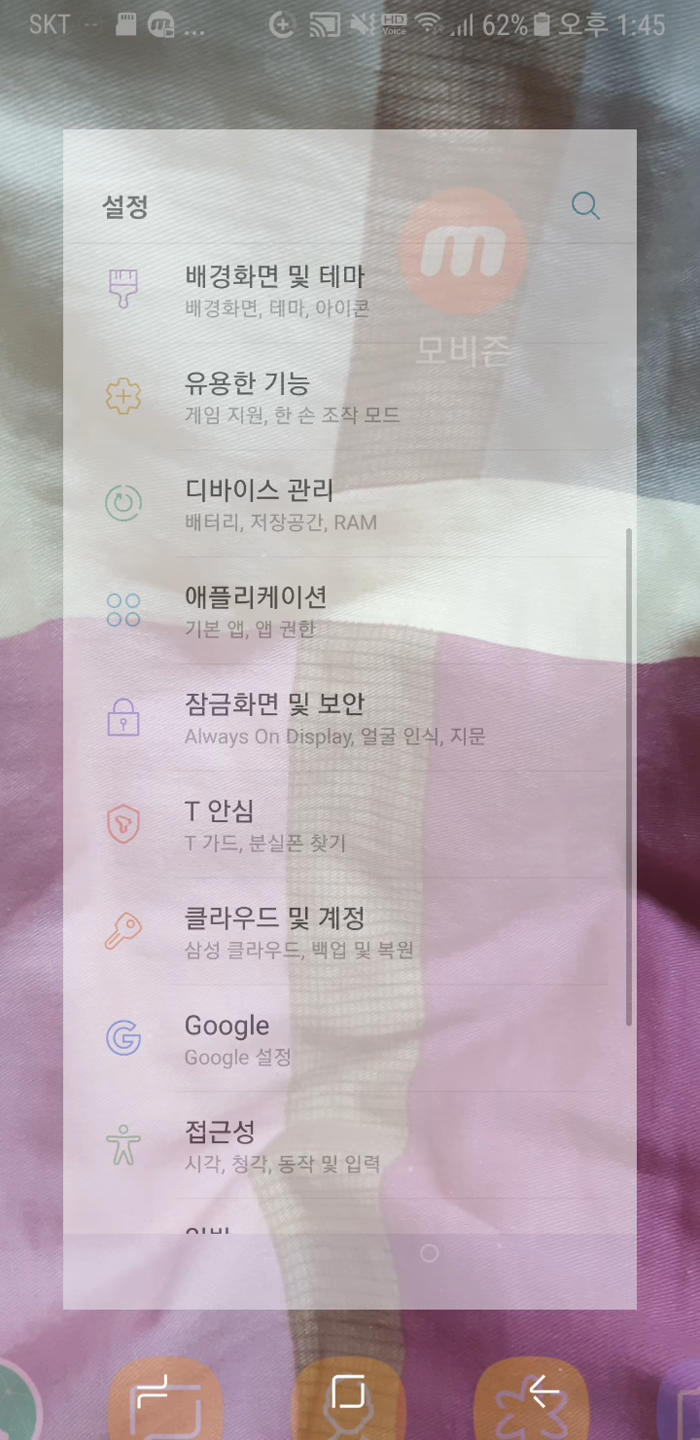 SKT
HD
Voice
62%
오후 1:45
설정
모비즌
배경화면 및 테마
배경화면, 테마, 아이콘
유용한 기능
게임 지원, 한 손 조작 모드
디바이스 관리
배터리, 저장공간, RAM
애플리케이션
기본 앱, 앱 권한
잠금화면 및 보안
Always On Display, 얼굴 인식, 지문
T 안심
T 가드, 분실폰 찾기
클라우드 및 계정
삼성 클라우드, 백업 및 복원
Google
Google 설정
접근성
시각, 청각, 동작 및 입력